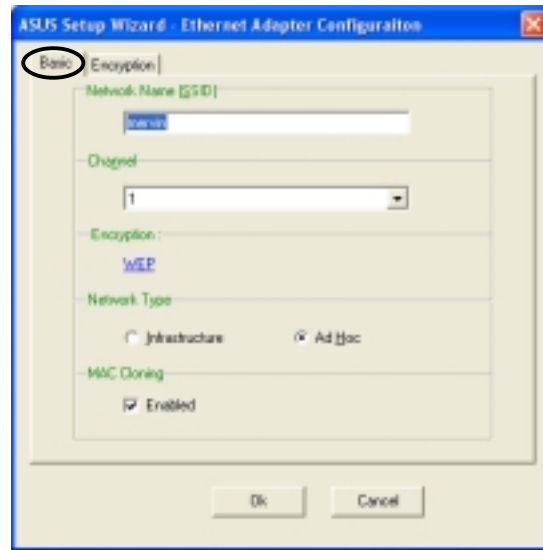 ASUS Setup Wizard - Ethernet Adapter Configuraiton
Basic Encryption
Network Name (SSID)
mervin
Channel
1
Encryption :
WEP
Network Type
Infrastructure Ad Hoc
MAC Cloning
Enabled
Ok Cancel